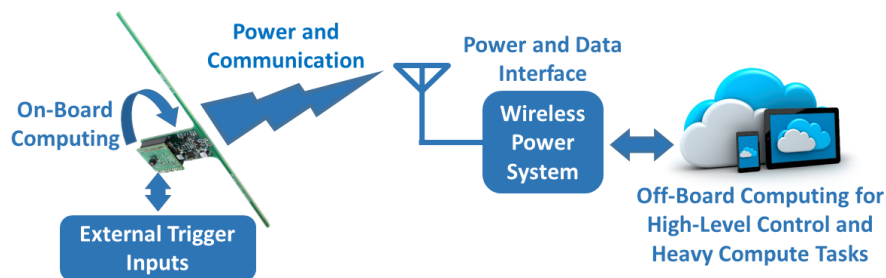 Power and
Communication
Power and Data
Interface
On-Board
Computing
Wireless
Power
System
External Trigger
Inputs
Off-Board Computing for
High-Level Control and
Heavy Compute Tasks